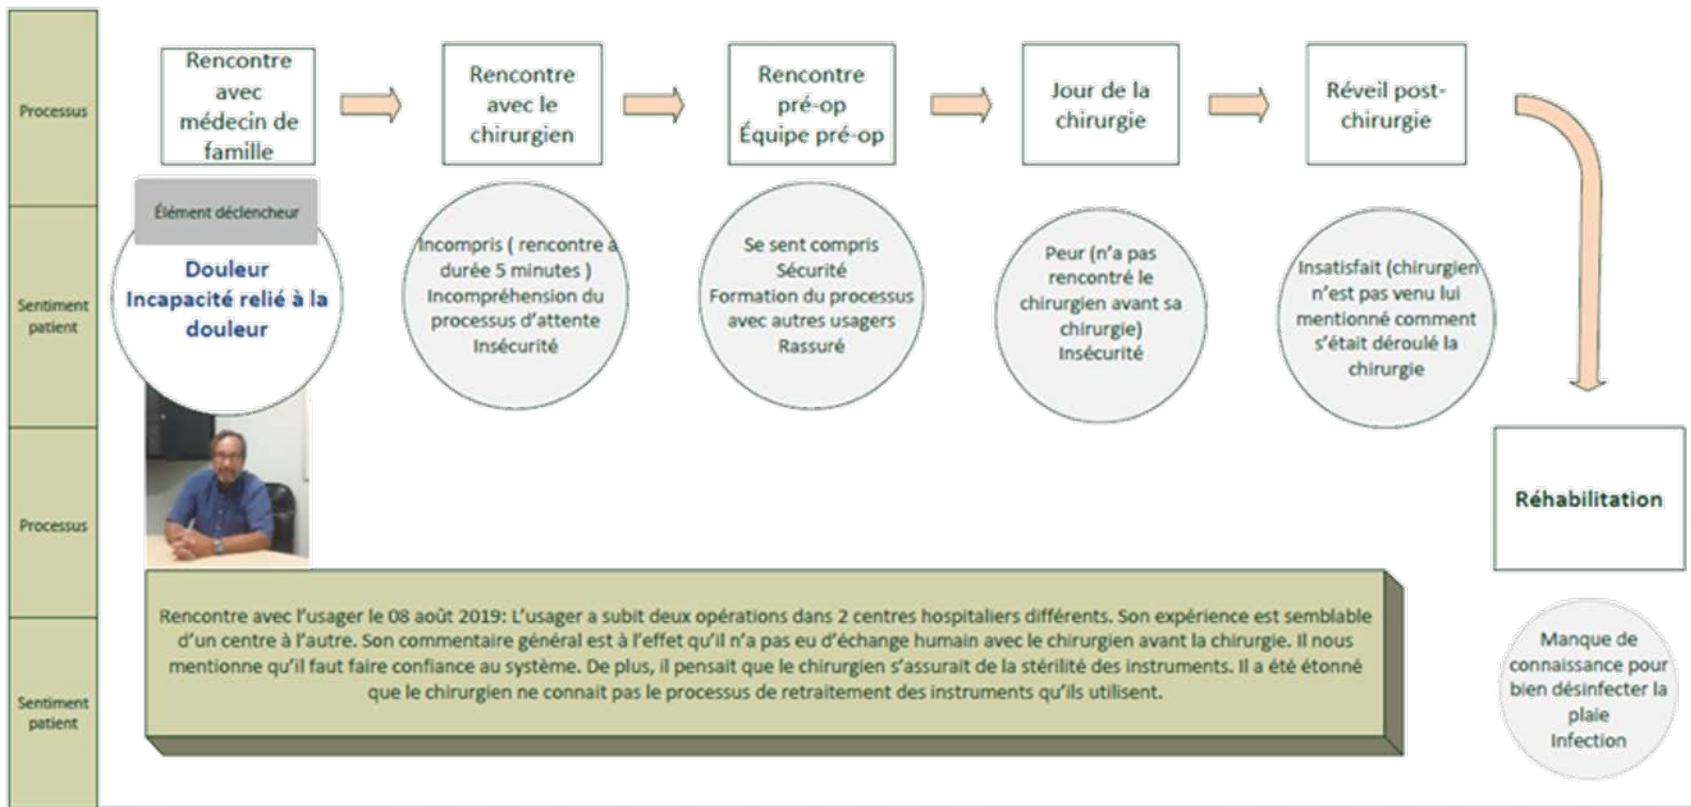 Processus
Rencontre
avec
médecin de
famille
Rencontre
avec le
chirurgien
Rencontre
pré-op
Équipe pré-op
Jour de la
chirurgie
Réveil post-
chirurgie
Sentiment
patient
Élément déclencheur
Douleur
Incapacité relié à la
douleur
Incompris ( rencontre à
durée 5 minutes )
Incompréhension du
processus d'attente
Insécurité
Se sent compris
Sécurité
Formation du processus
avec autres usagers
Rassuré
Peur (n'a pas
rencontré le
chirurgien avant sa
chirurgie)
Insécurité
Insatisfait (chirurgien
n'est pas venu lui
mentionné comment
s'était déroulé la
chirurgie
Processus
Réhabilitation
Sentiment
patient
Rencontre avec l'usager le 08 août 2019: L'usager a subit deux opérations dans 2 centres hospitaliers différents. Son expérience est semblable
d'un centre à l'autre. Son commentaire général est à l'effet qu'il n'a pas eu d'échange humain avec le chirurgien avant la chirurgie. Il nous
mentionne qu'il faut faire confiance au système. De plus, il pensait que le chirurgien s'assurait de la stérilité des instruments. Il a été étonné
que le chirurgien ne connait pas le processus de retraitement des instruments qu'ils utilisent.
Manque de
connaissance pour
bien désinfecter la
plaie
Infection